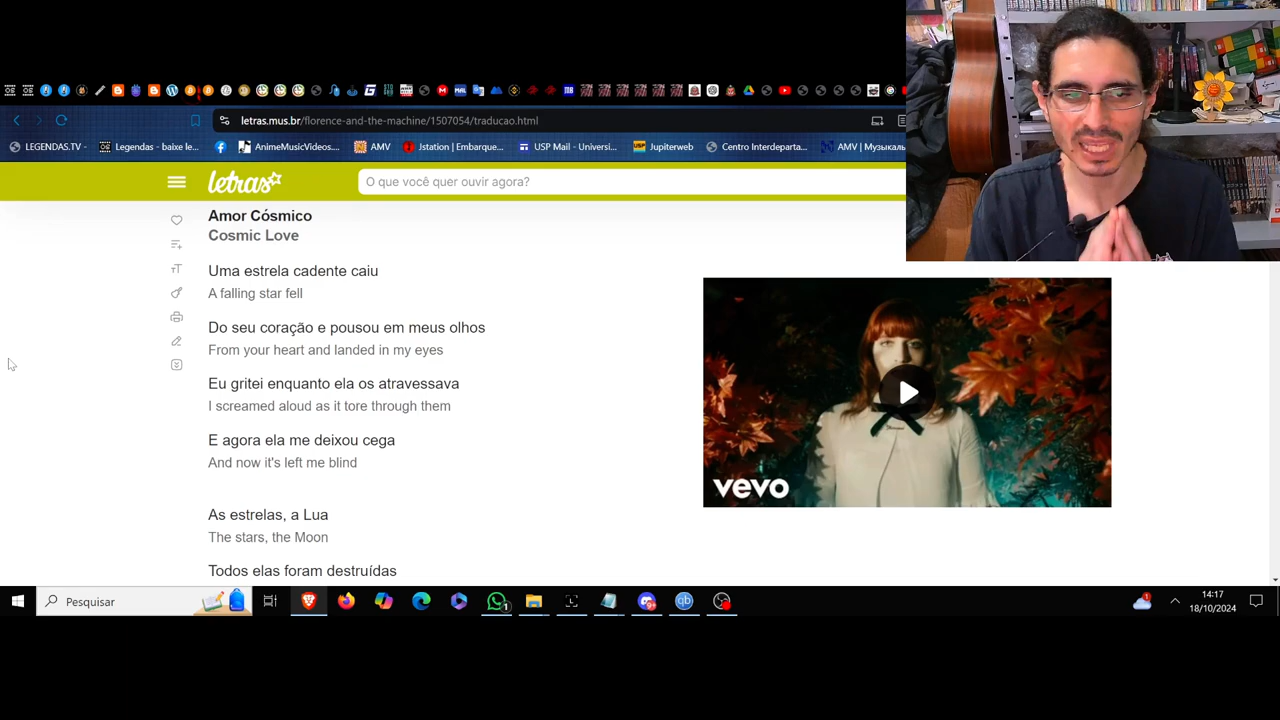 letras.mus.br/florence-and-the-machine/1507054/traducao.html
LEGENDAS.TV -
Legendas - baixe le...
AnimeMusicVideos...
AMV
Jstation | Embarque...
USP Mail - Universi...
Jupiterweb
Centro Interdeparta...
AMV | Музыкаль
letras
O que você quer ouvir agora?
Amor Cósmico
Cosmic Love
Uma estrela cadente caiu
A falling star fell
Do seu coração e pousou em meus olhos
From your heart and landed in my eyes
Eu gritei enquanto ela os atravessava
I screamed aloud as it tore through them
E agora ela me deixou cega
And now it's left me blind
As estrelas, a Lua
The stars, the Moon
Todos elas foram destruídas
vevo
Pesquisar
14:17
18/10/2024